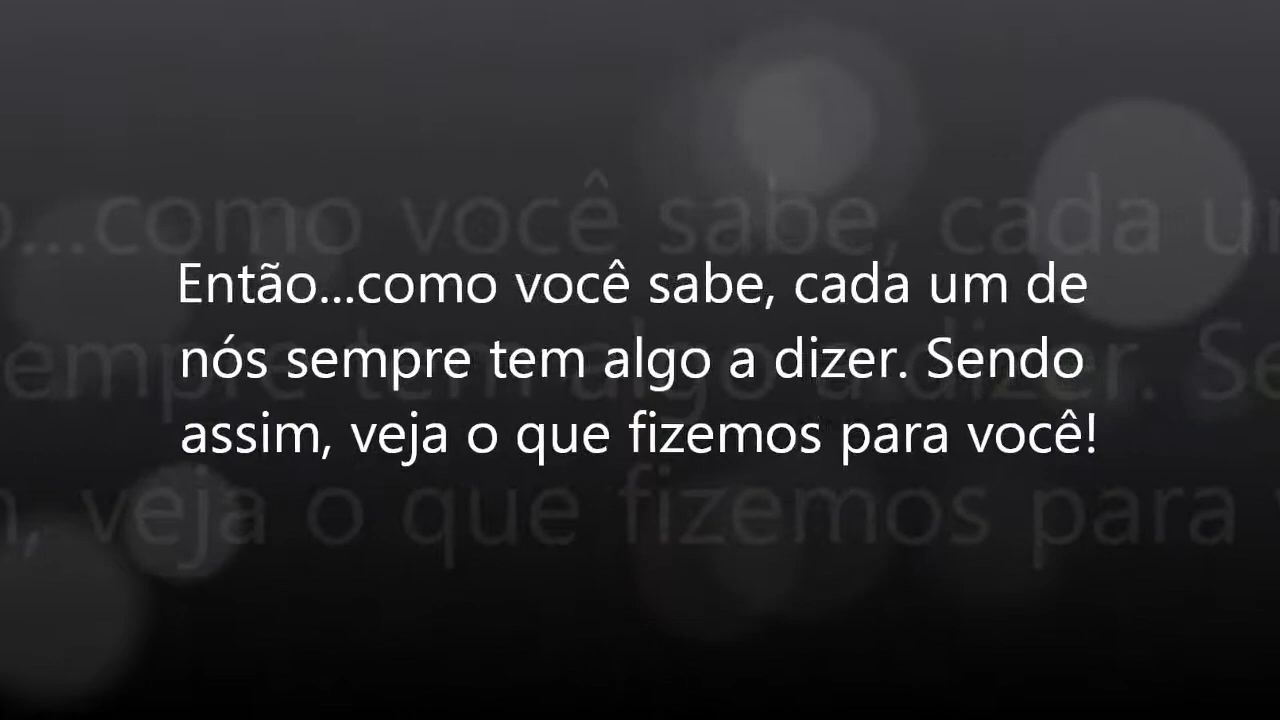 Então...como você sabe, cada um de
nós sempre tem algo a dizer. Sendo
assim, veja o que fizemos para você!